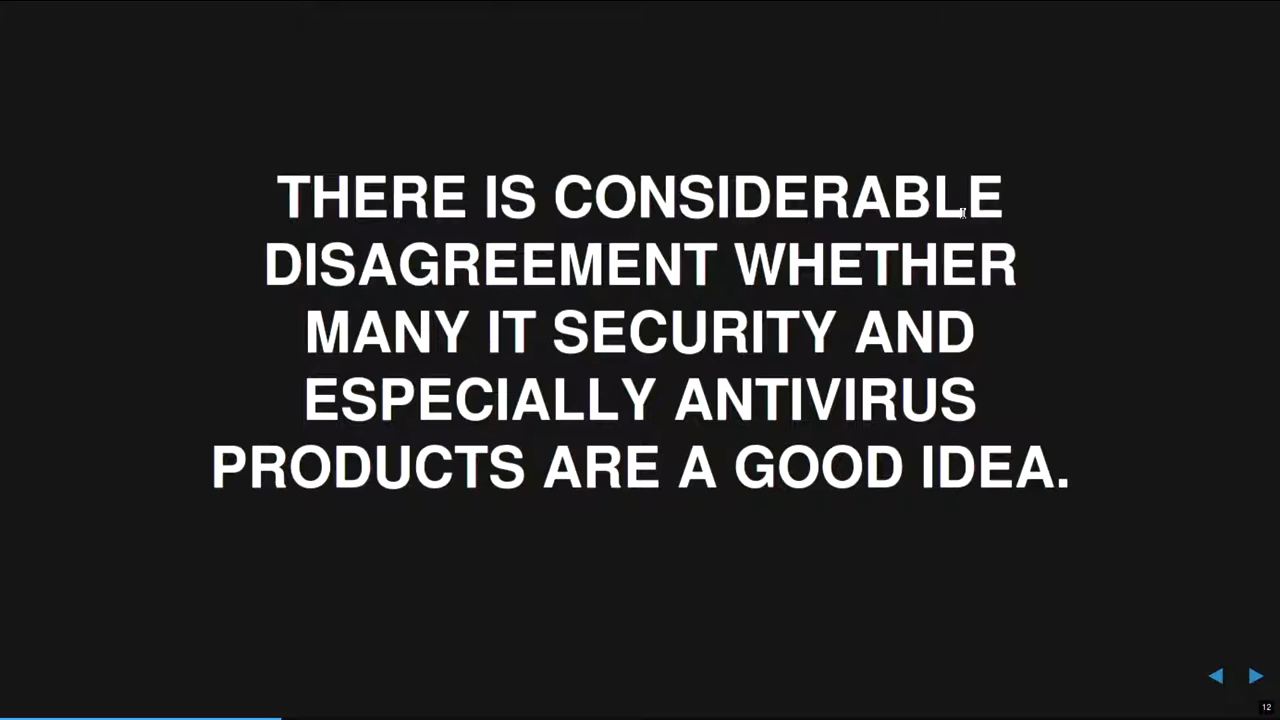 THERE IS CONSIDERABLE
DISAGREEMENT WHETHER
MANY IT SECURITY AND
ESPECIALLY ANTIVIRUS
PRODUCTS ARE A GOOD IDEA.
12